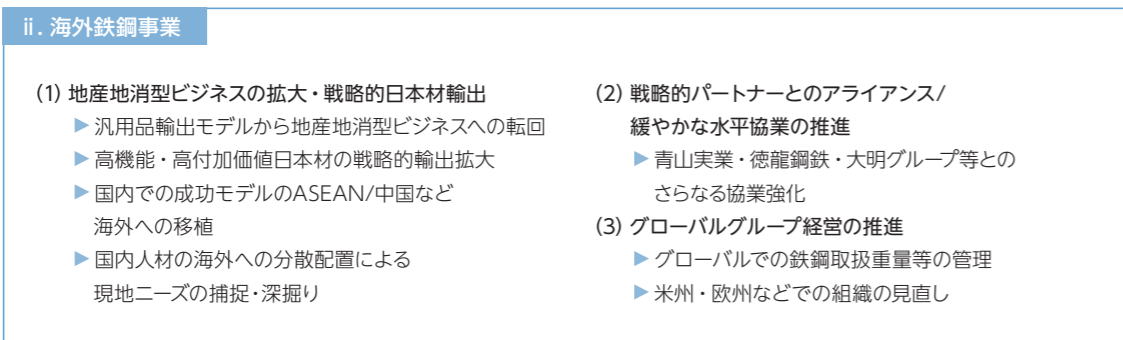 ⅱ. 海外鉄鋼事業
(1) 地産地消型ビジネスの拡大・戦略的日本材輸出
▶ 汎用品輸出モデルから地産地消型ビジネスへの転回
▶ 高機能・高付加価値日本材の戦略的輸出拡大
▶ 国内での成功モデルのASEAN/中国など
海外への移植
▶ 国内人材の海外への分散配置による
現地ニーズの捕捉・深掘り
(2) 戦略的パートナーとのアライアンス/
緩やかな水平協業の推進
▶ 青山実業・徳龍鋼鉄・大明グループ等との
さらなる協業強化
(3) グローバルグループ経営の推進
▶ グローバルでの鉄鋼取扱重量等の管理
▶ 米州・欧州などでの組織の見直し